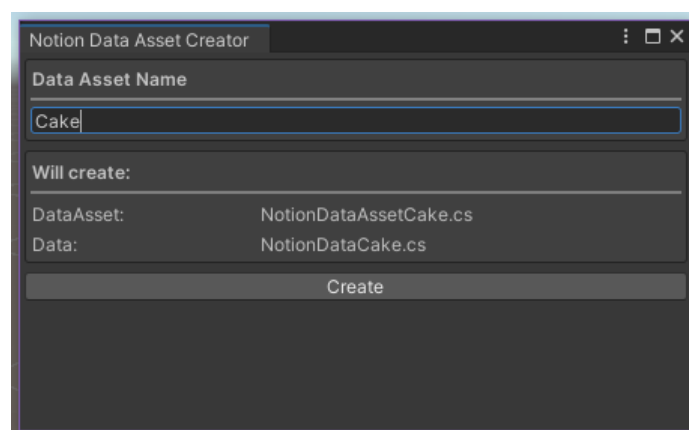 Notion Data Asset Creator
Data Asset Name
Cake
Will create:
DataAsset: NotionDataAssetCake.cs
Data: NotionDataCake.cs
Create